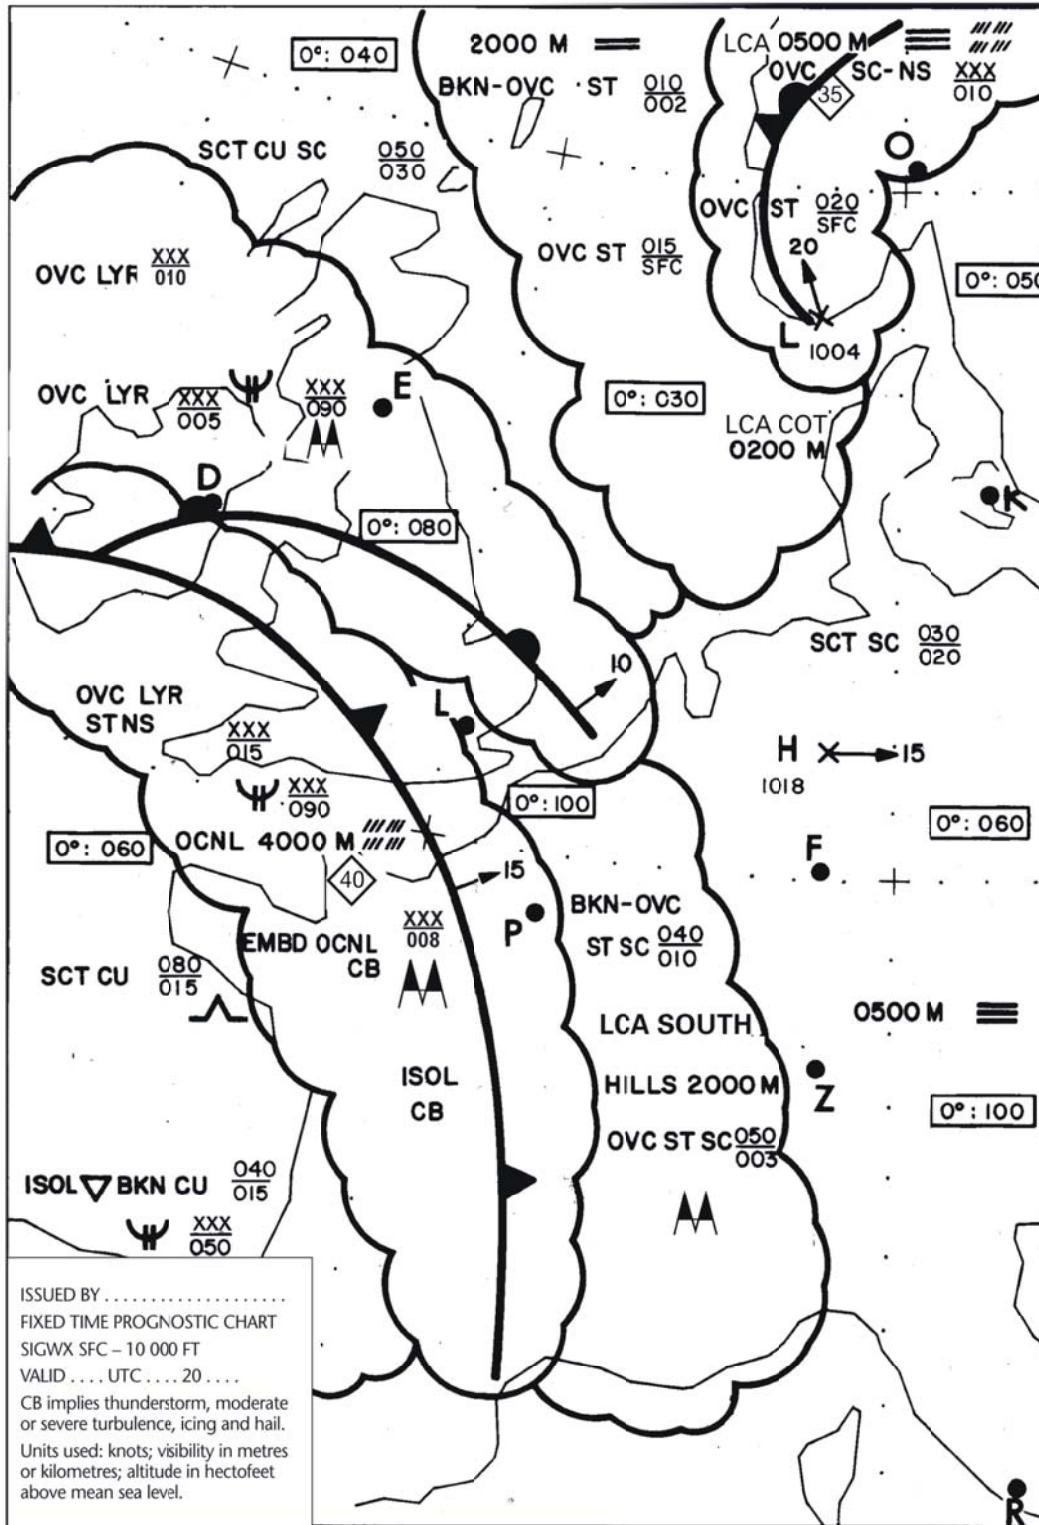 0°: 040
2000 M
BKN-OVC ST 010
002
LCA 0500 M
OVC SC-NS XXX
010
35
O
SCT CU SC 050
030
OVC ST 020
SFC
20
OVC ST 015
SFC
0°: 050
OVC LYR XXX
010
L 1004
OVC LYR XXX
005
XXX
090
E
0°: 030
LCA COT
0200 M
D
K
0°: 080
SCT SC 030
020
10
OVC LYR
ST NS
XXX
015
L
H 15
1018
XXX
090
0°: 100
0°: 060
OCNL 4000 M
0°: 060
F
40
15
BKN-OVC
ST SC 040
010
P
XXX
008
EMBD OCNL
CB
SCT CU 080
015
LCA SOUTH
HILLS 2000 M
0500 M
Z
ISOL
CB
0°: 100
OVC ST SC 050
003
ISOL BKN CU 040
015
XXX
050
ISSUED BY . . . . . . . . . . . . . . . . . . . .
FIXED TIME PROGNOSTIC CHART
SIGWX SFC – 10 000 FT
VALID . . . . UTC . . . . 20 . . . .
CB implies thunderstorm, moderate
or severe turbulence, icing and hail.
Units used: knots; visibility in metres
or kilometres; altitude in hectofeet
above mean sea level.
R